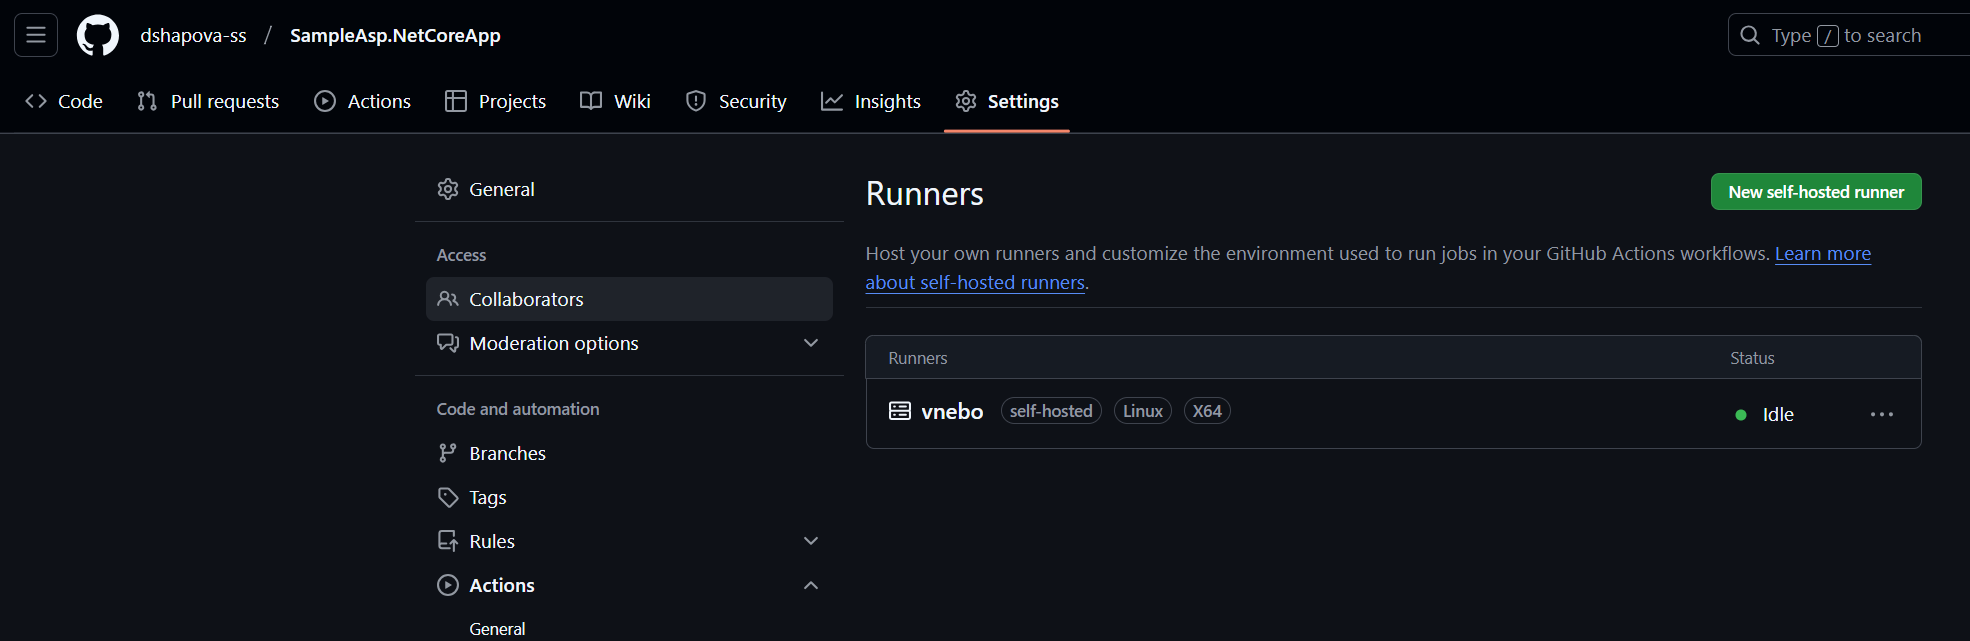 dshapova-ss / SampleAsp.NetCoreApp
Type / to search
Code Pull requests Actions Projects Wiki Security Insights Settings
General
Access
Collaborators
Moderation options
Code and automation
Branches
Tags
Rules
Actions
General
Runners
New self-hosted runner
Host your own runners and customize the environment used to run jobs in your GitHub Actions workflows. Learn more
about self-hosted runners.
Runners Status
vnebo self-hosted Linux X64 Idle